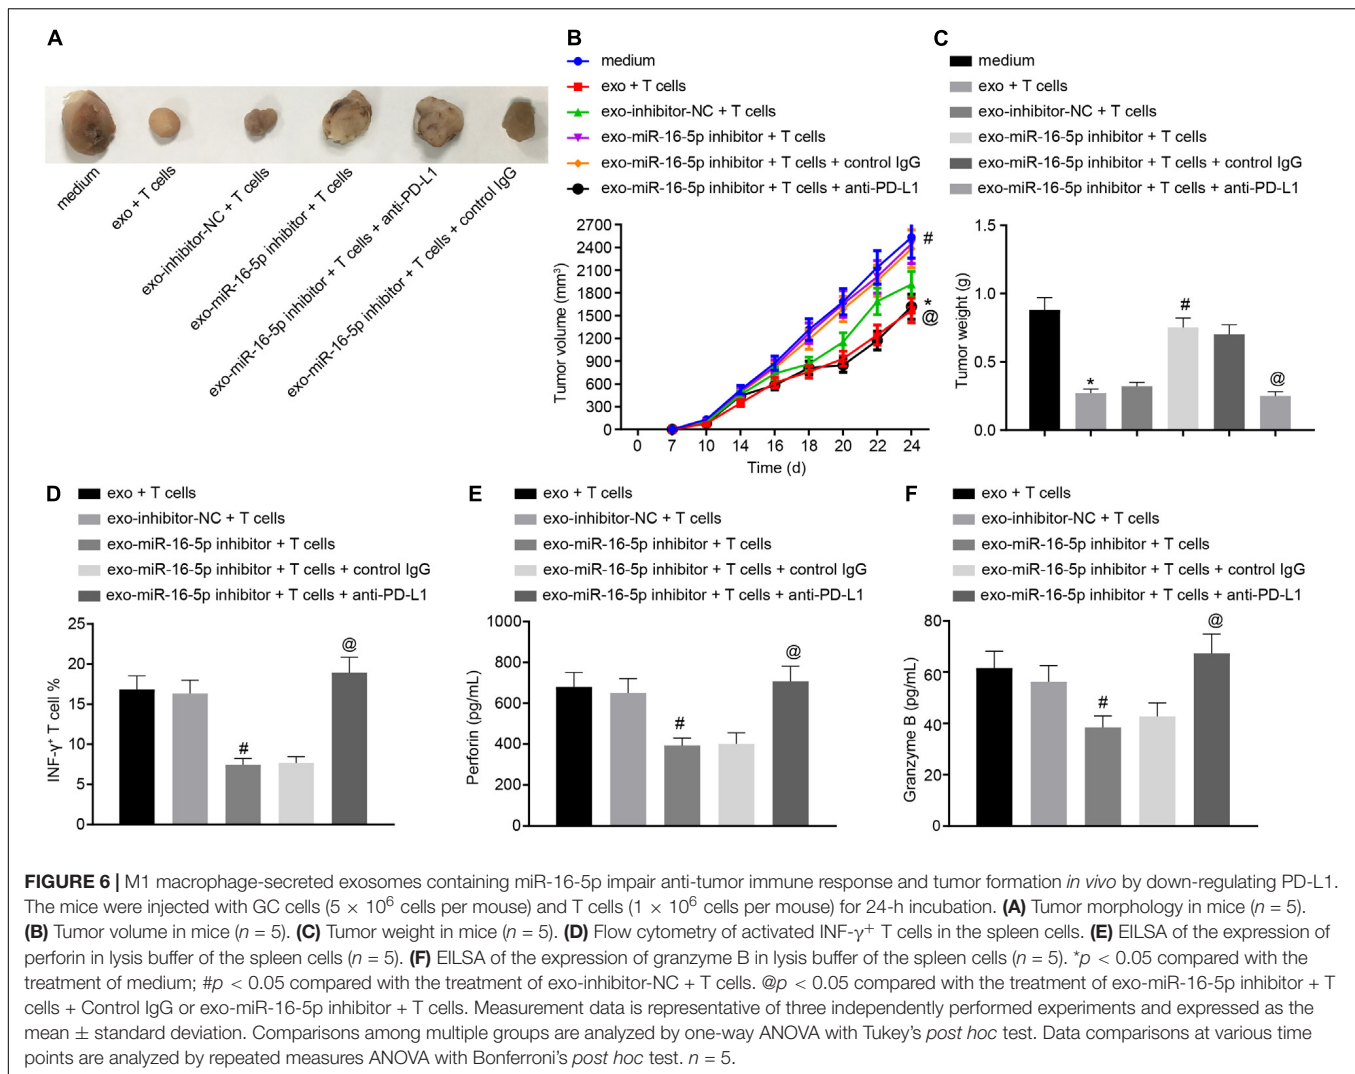 A
medium
exo + T cells
exo-inhibitor-NC + T cells
exo-miR-16-5p inhibitor + T cells
exo-miR-16-5p inhibitor + T cells + anti-PD-L1
exo-miR-16-5p inhibitor + T cells + control IgG
B
medium
exo + T cells
exo-inhibitor-NC + T cells
exo-miR-16-5p inhibitor + T cells
exo-miR-16-5p inhibitor + T cells + control IgG
exo-miR-16-5p inhibitor + T cells + anti-PD-L1
Tumor volume (mm³)
2700
2400
2100
1800
1500
1200
900
600
300
0
#
*
@
0 7 10 14 16 18 20 22 24
Time (d)
C
medium
exo + T cells
exo-inhibitor-NC + T cells
exo-miR-16-5p inhibitor + T cells
exo-miR-16-5p inhibitor + T cells + control IgG
exo-miR-16-5p inhibitor + T cells + anti-PD-L1
Tumor weight (g)
1.5
1.0
0.5
0.0
*
#
@
D
exo + T cells
exo-inhibitor-NC + T cells
exo-miR-16-5p inhibitor + T cells
exo-miR-16-5p inhibitor + T cells + control IgG
exo-miR-16-5p inhibitor + T cells + anti-PD-L1
INF-γ⁺ T cell %
25
20
15
10
5
0
#
@
E
exo + T cells
exo-inhibitor-NC + T cells
exo-miR-16-5p inhibitor + T cells
exo-miR-16-5p inhibitor + T cells + control IgG
exo-miR-16-5p inhibitor + T cells + anti-PD-L1
Perforin (pg/mL)
1000
800
600
400
200
0
#
@
F
exo + T cells
exo-inhibitor-NC + T cells
exo-miR-16-5p inhibitor + T cells
exo-miR-16-5p inhibitor + T cells + control IgG
exo-miR-16-5p inhibitor + T cells + anti-PD-L1
Granzyme B (pg/mL)
80
60
40
20
0
#
@
FIGURE 6 | M1 macrophage-secreted exosomes containing miR-16-5p impair anti-tumor immune response and tumor formation in vivo by down-regulating PD-L1.
The mice were injected with GC cells (5 × 10⁶ cells per mouse) and T cells (1 × 10⁶ cells per mouse) for 24-h incubation. (A) Tumor morphology in mice (n = 5).
(B) Tumor volume in mice (n = 5). (C) Tumor weight in mice (n = 5). (D) Flow cytometry of activated INF-γ⁺ T cells in the spleen cells. (E) EILSA of the expression of
perforin in lysis buffer of the spleen cells (n = 5). (F) EILSA of the expression of granzyme B in lysis buffer of the spleen cells (n = 5). *p < 0.05 compared with the
treatment of medium; #p < 0.05 compared with the treatment of exo-inhibitor-NC + T cells. @p < 0.05 compared with the treatment of exo-miR-16-5p inhibitor + T
cells + Control IgG or exo-miR-16-5p inhibitor + T cells. Measurement data is representative of three independently performed experiments and expressed as the
mean ± standard deviation. Comparisons among multiple groups are analyzed by one-way ANOVA with Tukey's post hoc test. Data comparisons at various time
points are analyzed by repeated measures ANOVA with Bonferroni's post hoc test. n = 5.